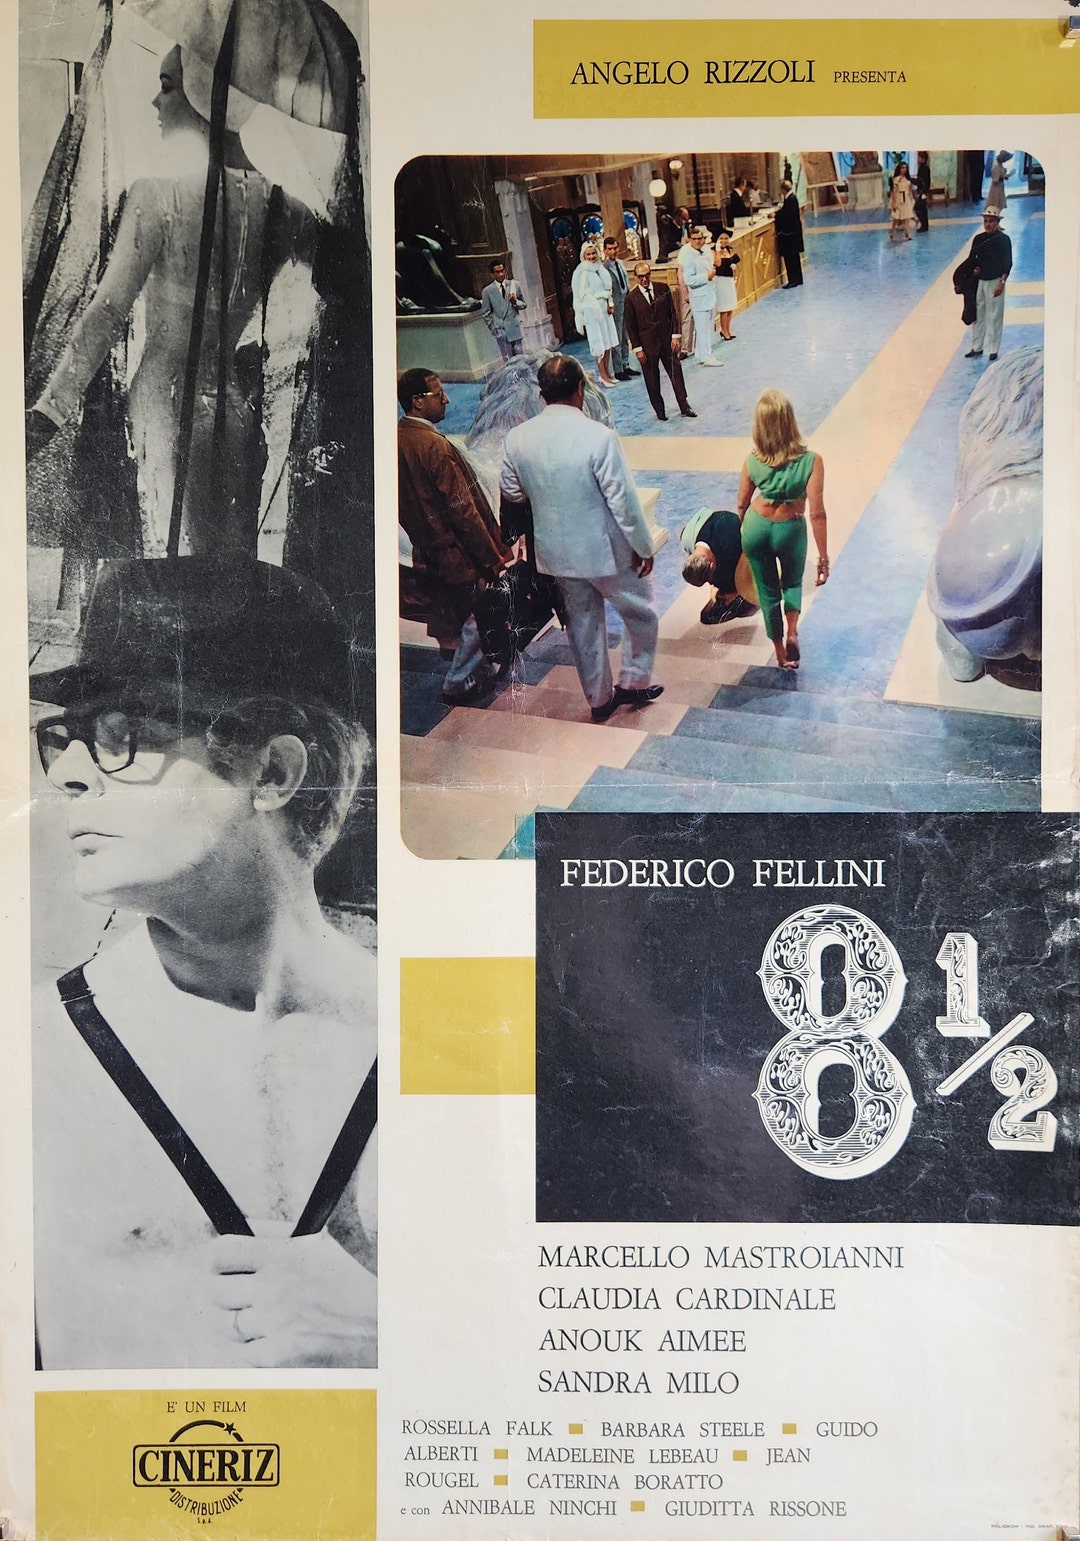 ANGELO RIZZOLI PRESENTA
FEDERICO FELLINI
8 1/2
MARCELLO MASTROIANNI
CLAUDIA CARDINALE
ANOUK AIMEE
SANDRA MILO
ROSSELLA FALK ■ BARBARA STEELE ■ GUIDO
ALBERTI ■ MADELEINE LEBEAU ■ JEAN
ROUGEL ■ CATERINA BORATTO
e con ANNIBALE NINCHI ■ GIUDITTA RISSONE
E' UN FILM
CINERIZ
DISTRIBUZIONE
S.p.A.